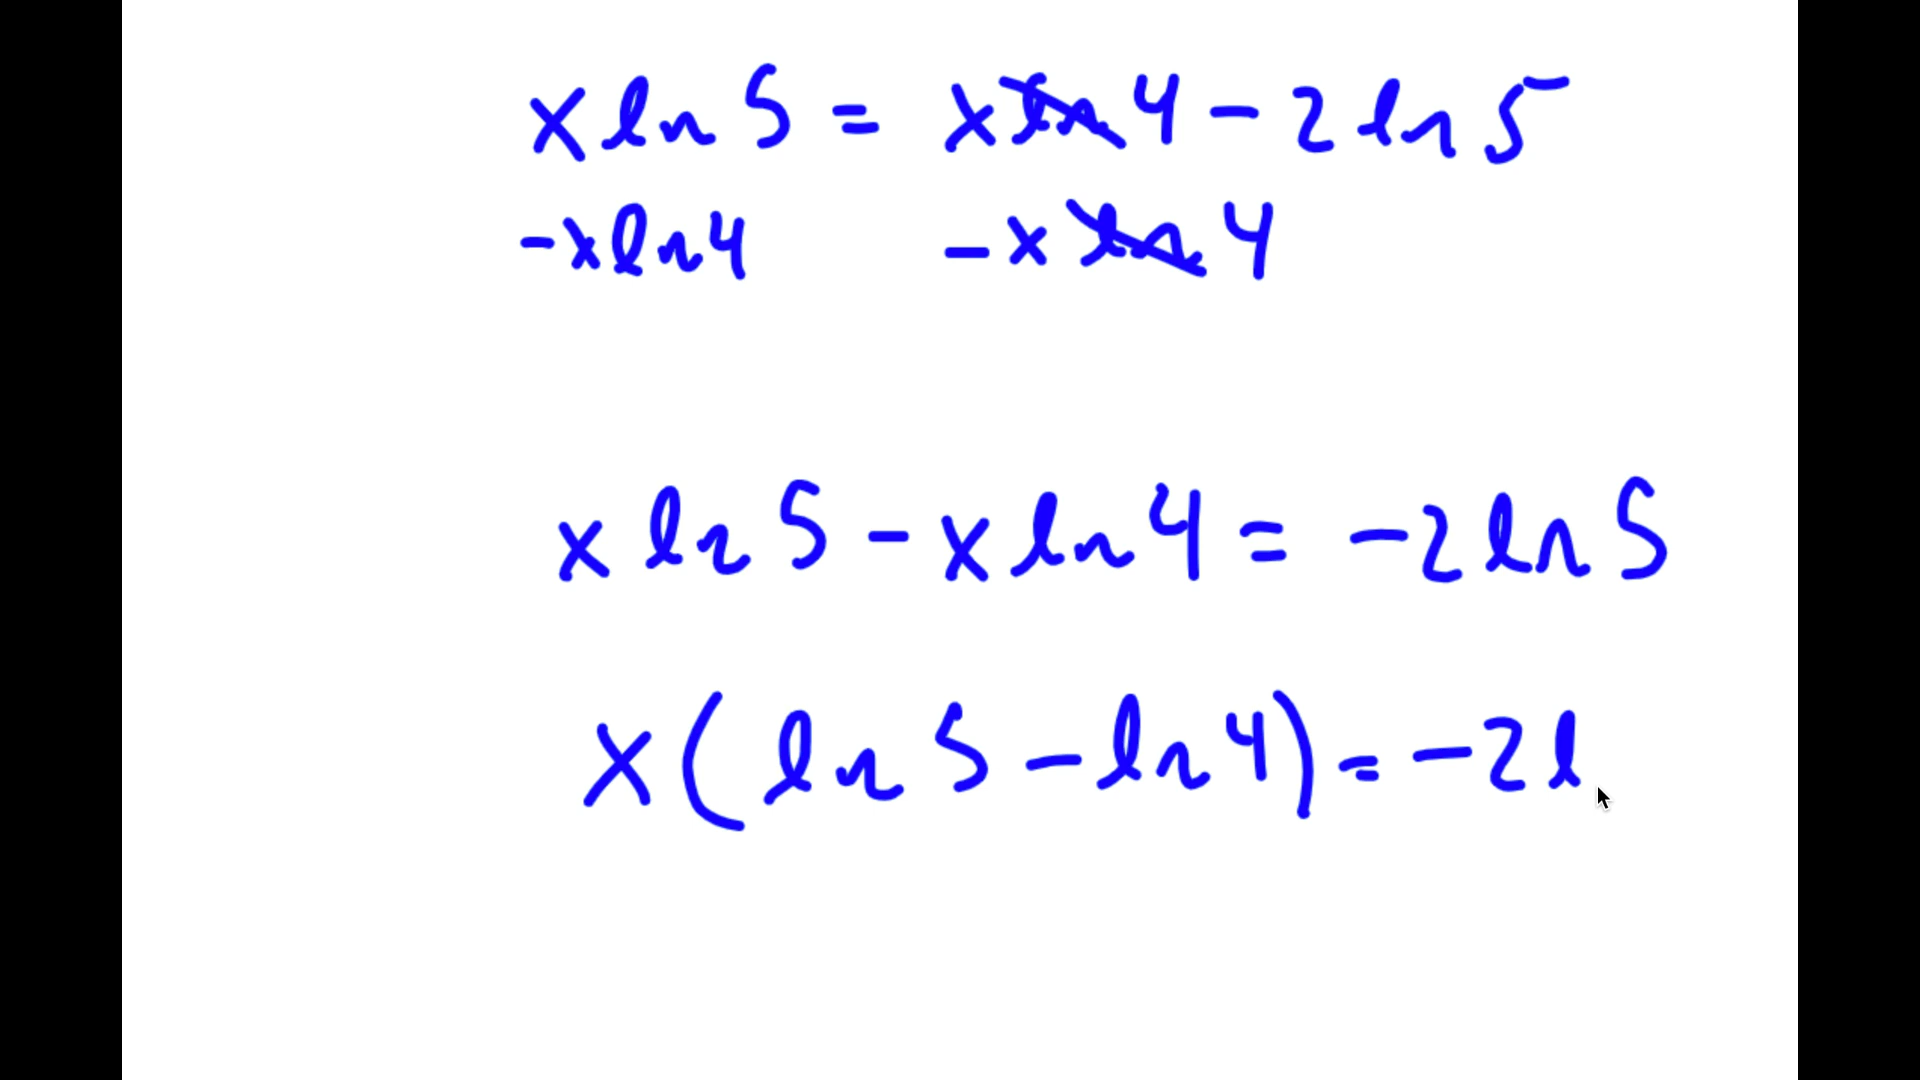 x ln 5 = x ln 4 - 2 ln 5
-x ln 4 - x ln 4
x ln 5 - x ln 4 = -2 ln 5
x(ln 5 - ln 4) = -2 l